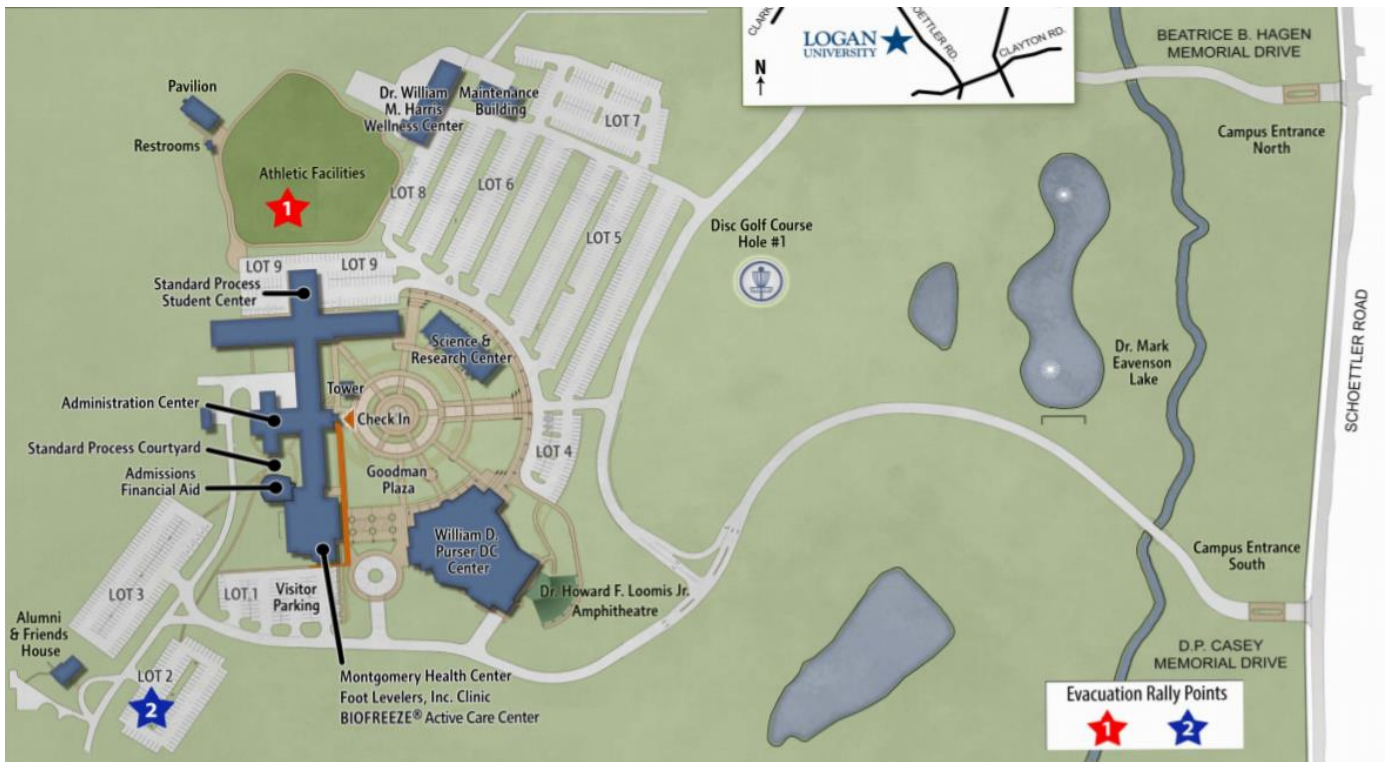 CLARK
SCHOETTLER RD.
CLAYTON RD.
LOGAN
UNIVERSITY
N
BEATRICE B. HAGEN
MEMORIAL DRIVE
Campus Entrance
North
Pavilion
Restrooms
Dr. William
M. Harris
Wellness Center
Maintenance
Building
LOT 7
LOT 8
LOT 6
LOT 5
Athletic Facilities
1
LOT 9
LOT 9
Disc Golf Course
Hole #1
Standard Process
Student Center
Science &
Research Center
Dr. Mark
Eavenson
Lake
SCHOETTLER ROAD
Tower
Administration Center
Check In
Standard Process Courtyard
Admissions
Financial Aid
Goodman
Plaza
LOT 4
William D.
Purser DC
Center
Campus Entrance
South
LOT 3
LOT 1
Visitor
Parking
Dr. Howard F. Loomis Jr.
Amphitheatre
Alumni
& Friends
House
LOT 2
2
Montgomery Health Center
Foot Levelers, Inc. Clinic
BIOFREEZE® Active Care Center
D.P. CASEY
MEMORIAL DRIVE
Evacuation Rally Points
1 2